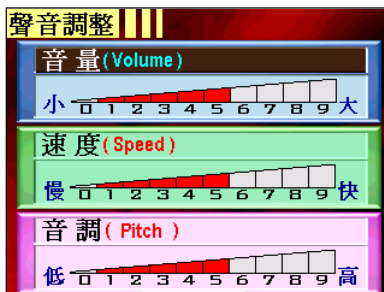 聲音調整
音量(Volume)
小 0 1 2 3 4 5 6 7 8 9 大
速度(Speed)
慢 0 1 2 3 4 5 6 7 8 9 快
音調( Pitch )
低 0 1 2 3 4 5 6 7 8 9 高